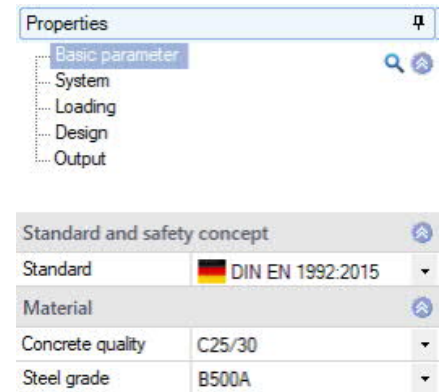 Properties
Basic parameter
System
Loading
Design
Output
Standard and safety concept
Standard DIN EN 1992:2015
Material
Concrete quality C25/30
Steel grade B500A